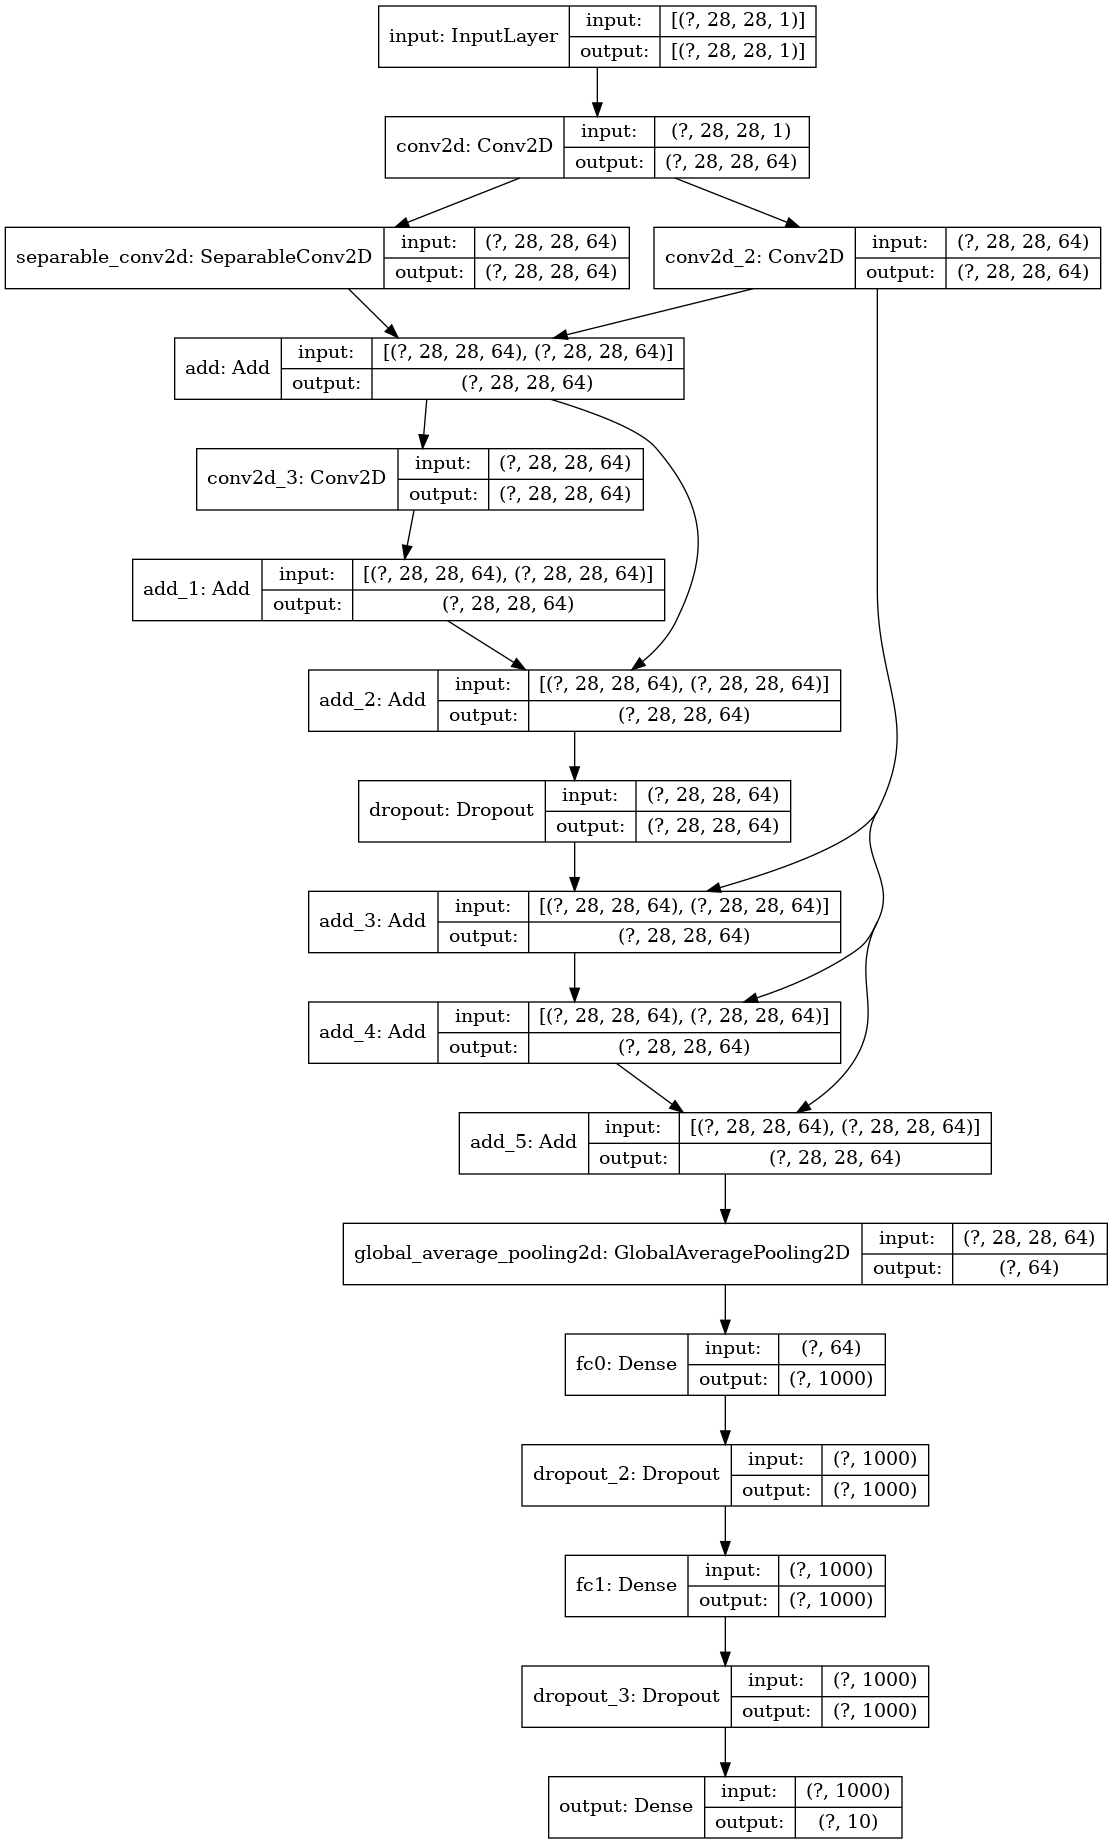 input: InputLayer
input: [(?, 28, 28, 1)]
output: [(?, 28, 28, 1)]
conv2d: Conv2D
input: (?, 28, 28, 1)
output: (?, 28, 28, 64)
separable_conv2d: SeparableConv2D
input: (?, 28, 28, 64)
output: (?, 28, 28, 64)
conv2d_2: Conv2D
input: (?, 28, 28, 64)
output: (?, 28, 28, 64)
add: Add
input: [(?, 28, 28, 64), (?, 28, 28, 64)]
output: (?, 28, 28, 64)
conv2d_3: Conv2D
input: (?, 28, 28, 64)
output: (?, 28, 28, 64)
add_1: Add
input: [(?, 28, 28, 64), (?, 28, 28, 64)]
output: (?, 28, 28, 64)
add_2: Add
input: [(?, 28, 28, 64), (?, 28, 28, 64)]
output: (?, 28, 28, 64)
dropout: Dropout
input: (?, 28, 28, 64)
output: (?, 28, 28, 64)
add_3: Add
input: [(?, 28, 28, 64), (?, 28, 28, 64)]
output: (?, 28, 28, 64)
add_4: Add
input: [(?, 28, 28, 64), (?, 28, 28, 64)]
output: (?, 28, 28, 64)
add_5: Add
input: [(?, 28, 28, 64), (?, 28, 28, 64)]
output: (?, 28, 28, 64)
global_average_pooling2d: GlobalAveragePooling2D
input: (?, 28, 28, 64)
output: (?, 64)
fc0: Dense
input: (?, 64)
output: (?, 1000)
dropout_2: Dropout
input: (?, 1000)
output: (?, 1000)
fc1: Dense
input: (?, 1000)
output: (?, 1000)
dropout_3: Dropout
input: (?, 1000)
output: (?, 1000)
output: Dense
input: (?, 1000)
output: (?, 10)